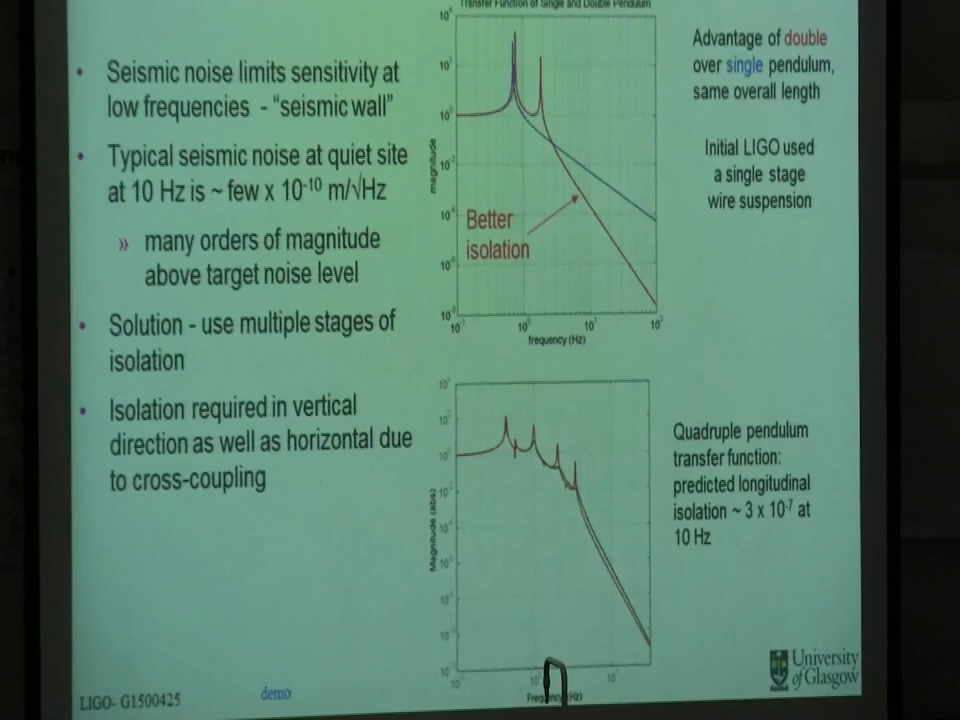 Transfer Function of Single and Double Pendulum
• Seismic noise limits sensitivity at
low frequencies - “seismic wall”
• Typical seismic noise at quiet site
at 10 Hz is ~ few x 10⁻¹⁰ m/√Hz
» many orders of magnitude
above target noise level
• Solution - use multiple stages of
isolation
• Isolation required in vertical
direction as well as horizontal due
to cross-coupling
magnitude
Better
isolation
10⁻¹ 10⁰ 10¹ 10²
frequency (Hz)
Advantage of double
over single pendulum,
same overall length
Initial LIGO used
a single stage
wire suspension
Magnitude (abs)
Quadruple pendulum
transfer function:
predicted longitudinal
isolation ~ 3 x 10⁻⁷ at
10 Hz
LIGO- G1500425
demo
University
of Glasgow